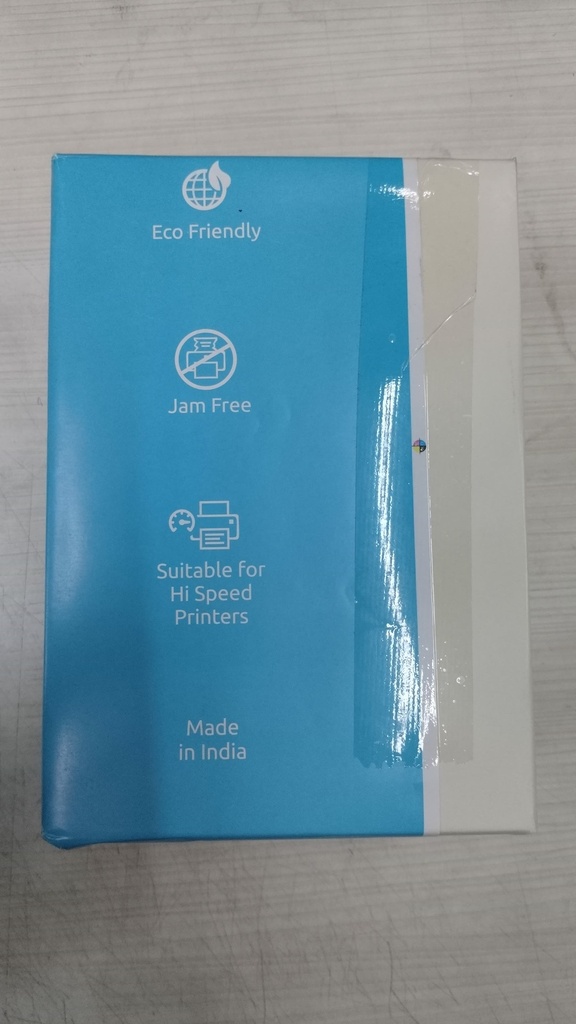 Eco Friendly
Jam Free
Suitable for
Hi Speed
Printers
Made
in India